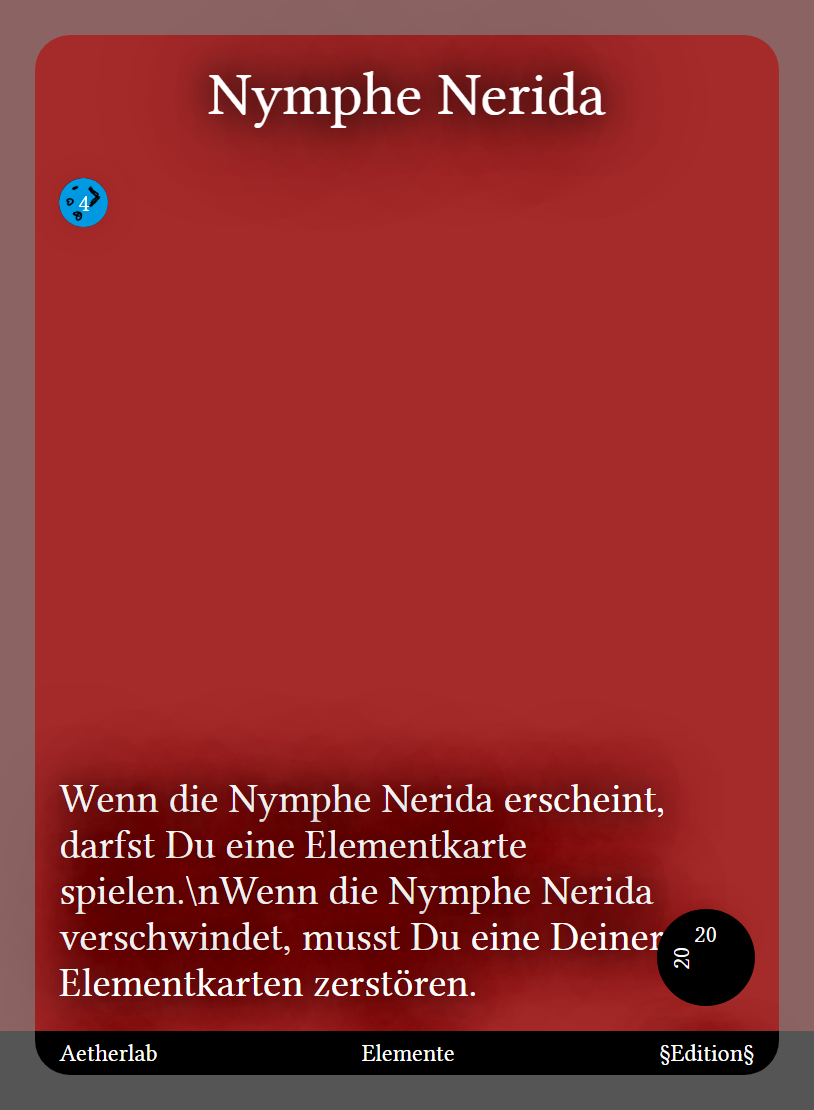 Nymphe Nerida
4
Wenn die Nymphe Nerida erscheint,
darfst Du eine Elementkarte
spielen.\nWenn die Nymphe Nerida
verschwindet, musst Du eine Deiner
Elementkarten zerstören.
20
20
Aetherlab Elemente §Edition§